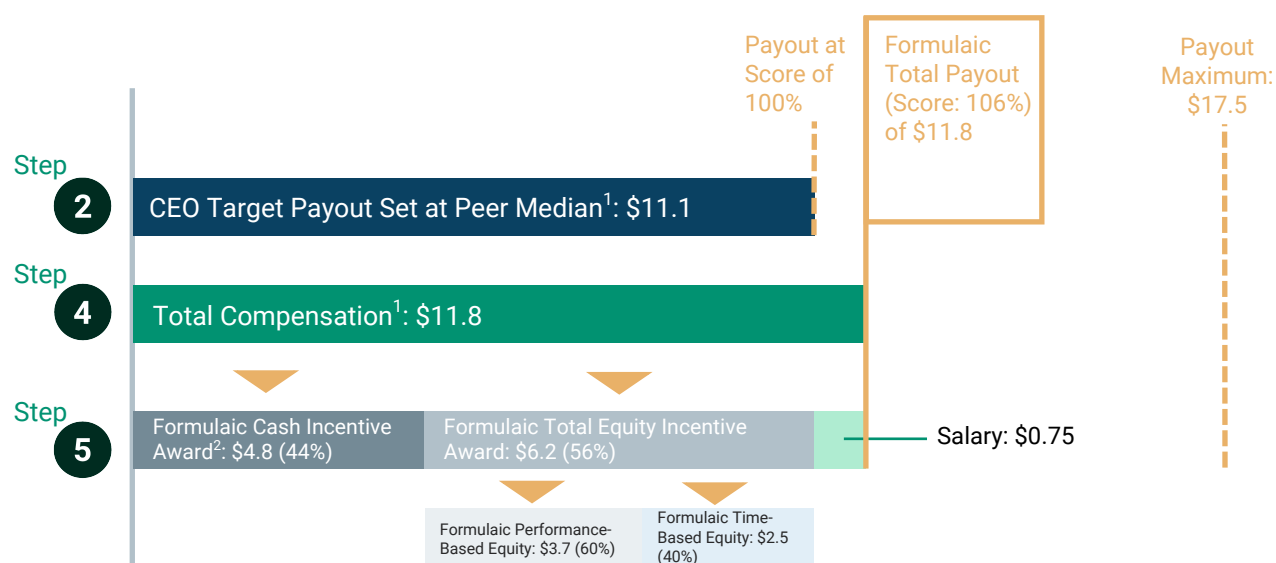 Payout at
Score of
100%
Formulaic
Total Payout
(Score: 106%)
of $11.8
Payout
Maximum:
$17.5
Step
2
CEO Target Payout Set at Peer Median1: $11.1
Step
4
Total Compensation1: $11.8
Step
5
Formulaic Cash Incentive
Award2: $4.8 (44%)
Formulaic Total Equity Incentive
Award: $6.2 (56%)
Salary: $0.75
Formulaic Performance-
Based Equity: $3.7 (60%)
Formulaic Time-
Based Equity: $2.5
(40%)